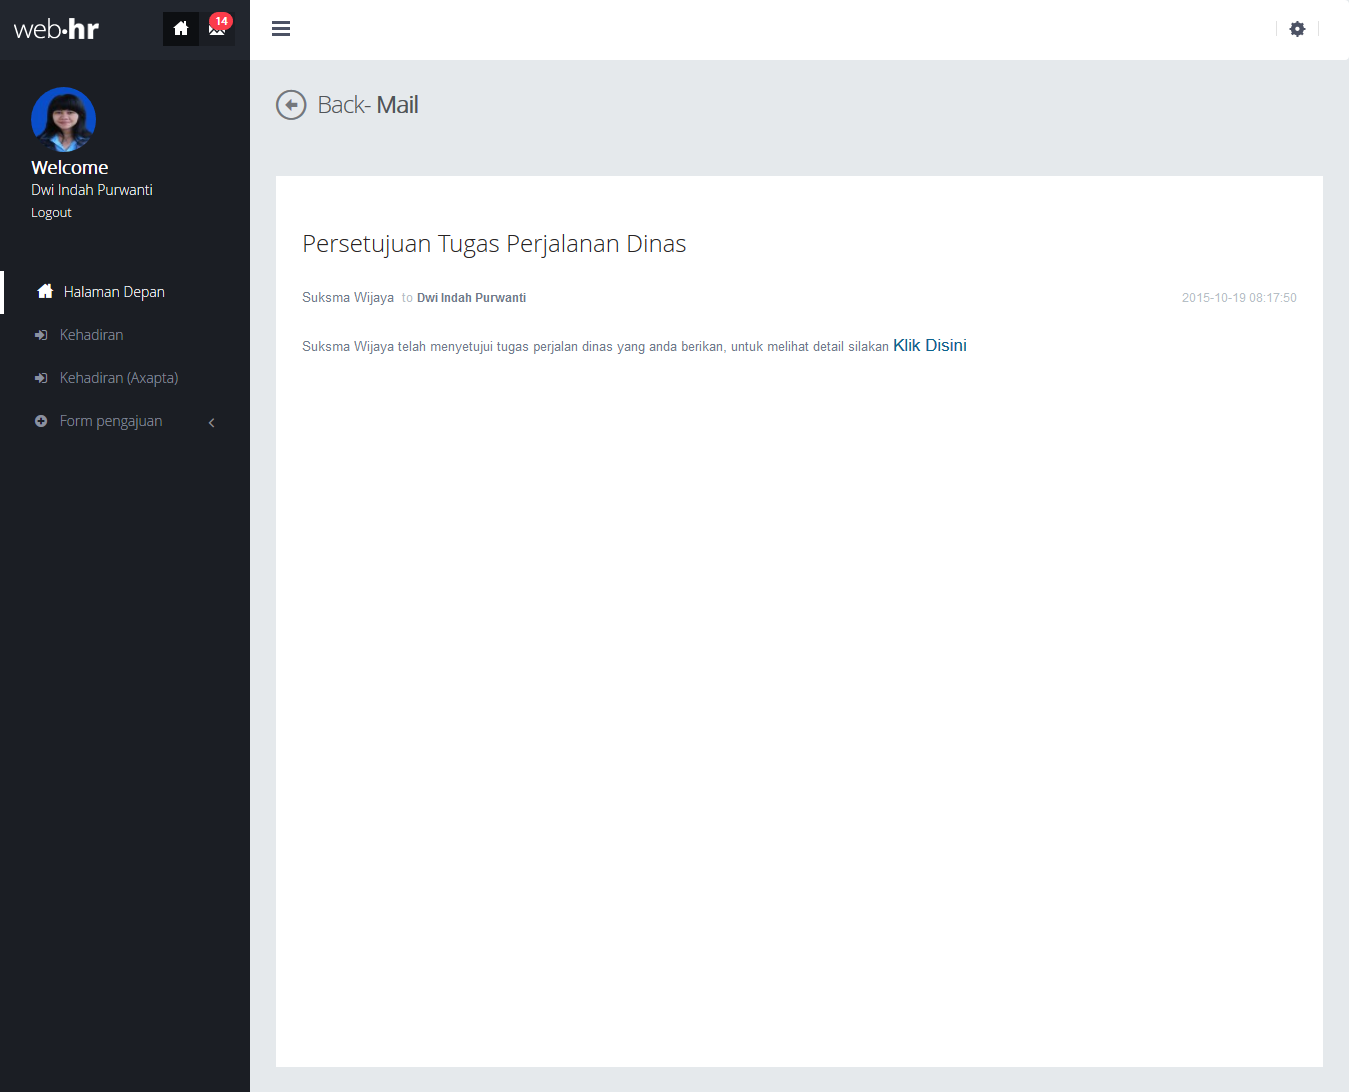 web·hr
14
Back- Mail
Welcome
Dwi Indah Purwanti
Logout
Halaman Depan
Kehadiran
Kehadiran (Axapta)
Form pengajuan
Persetujuan Tugas Perjalanan Dinas
Suksma Wijaya to Dwi Indah Purwanti 2015-10-19 08:17:50
Suksma Wijaya telah menyetujui tugas perjalan dinas yang anda berikan, untuk melihat detail silakan Klik Disini